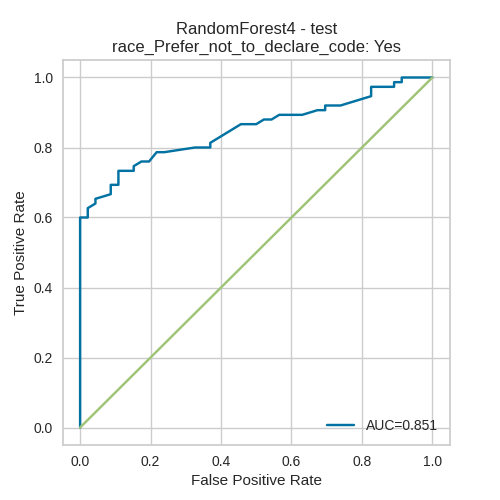 RandomForest4 - test
race_Prefer_not_to_declare_code: Yes
True Positive Rate
1.0
0.8
0.6
0.4
0.2
0.0
AUC=0.851
0.0 0.2 0.4 0.6 0.8 1.0
False Positive Rate